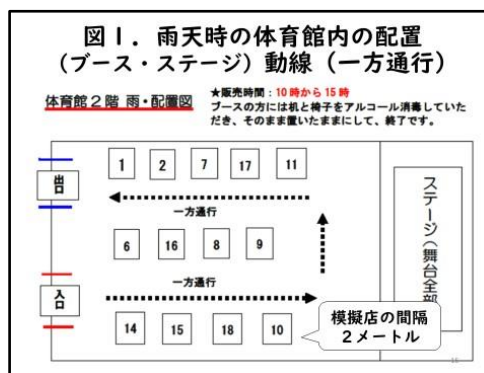 図１．雨天時の体育館内の配置
（ブース・ステージ）動線（一方通行）
体育館２階 雨・配置図
★販売時間：10時から15時
ブースの方には机と椅子をアルコール消毒していた
だき、そのまま置いたままにして、終了です。
1 2 7 17 11
出口
一方通行
6 16 8 9
一方通行
入口
14 15 18 10
模擬店の間隔
２メートル
ステージ（舞台全部